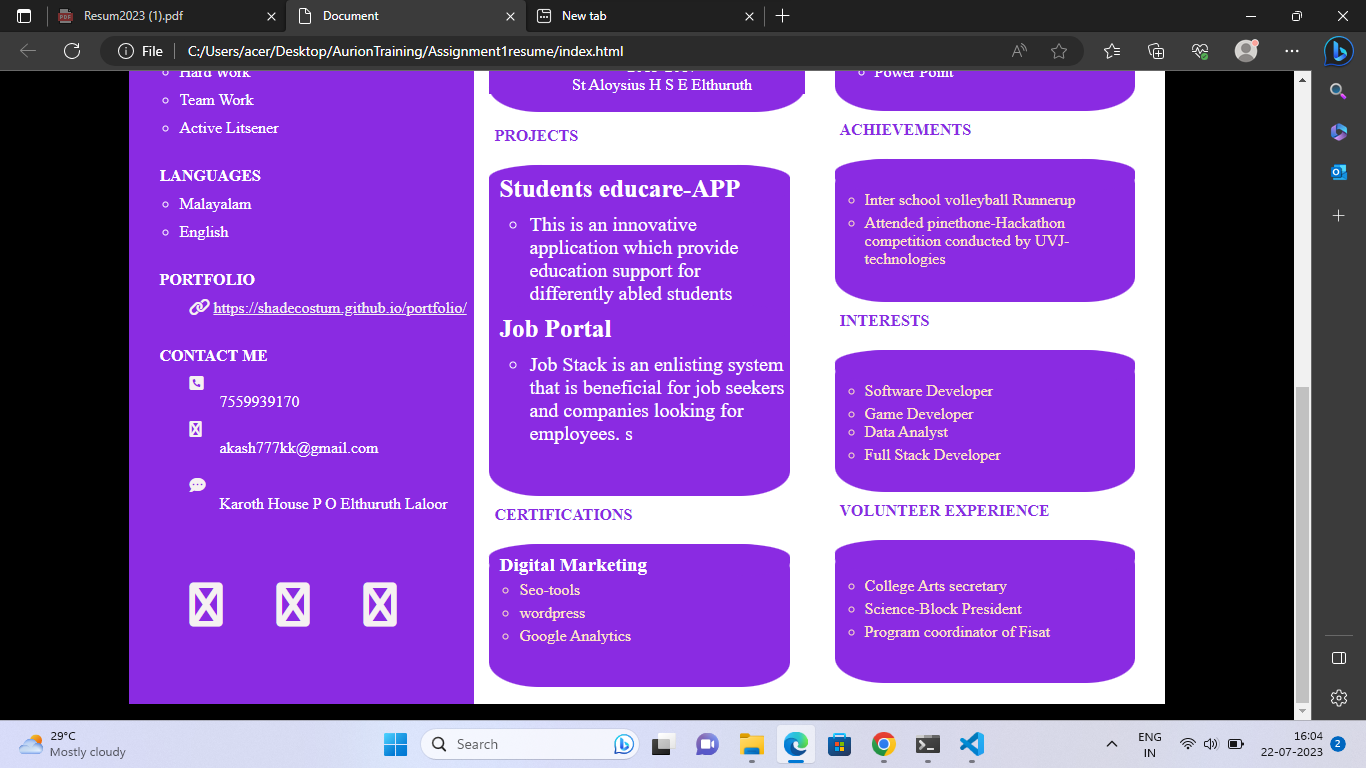 Resum2023 (1).pdf
Document
New tab
File
C:/Users/acer/Desktop/AurionTraining/Assignment1resume/index.html
Hard Work
Team Work
Active Litsener
LANGUAGES
Malayalam
English
PORTFOLIO
https://shadecostum.github.io/portfolio/
CONTACT ME
7559939170
akash777kk@gmail.com
Karoth House P O Elthuruth Laloor
St Aloysius H S E Elthuruth
PROJECTS
Students educare-APP
This is an innovative
application which provide
education support for
differently abled students
Job Portal
Job Stack is an enlisting system
that is beneficial for job seekers
and companies looking for
employees. s
CERTIFICATIONS
Digital Marketing
Seo-tools
wordpress
Google Analytics
Power Point
ACHIEVEMENTS
Inter school volleyball Runnerup
Attended pinethone-Hackathon
competition conducted by UVJ-
technologies
INTERESTS
Software Developer
Game Developer
Data Analyst
Full Stack Developer
VOLUNTEER EXPERIENCE
College Arts secretary
Science-Block President
Program coordinator of Fisat
29°C
Mostly cloudy
Search
ENG
IN
16:04
22-07-2023
2